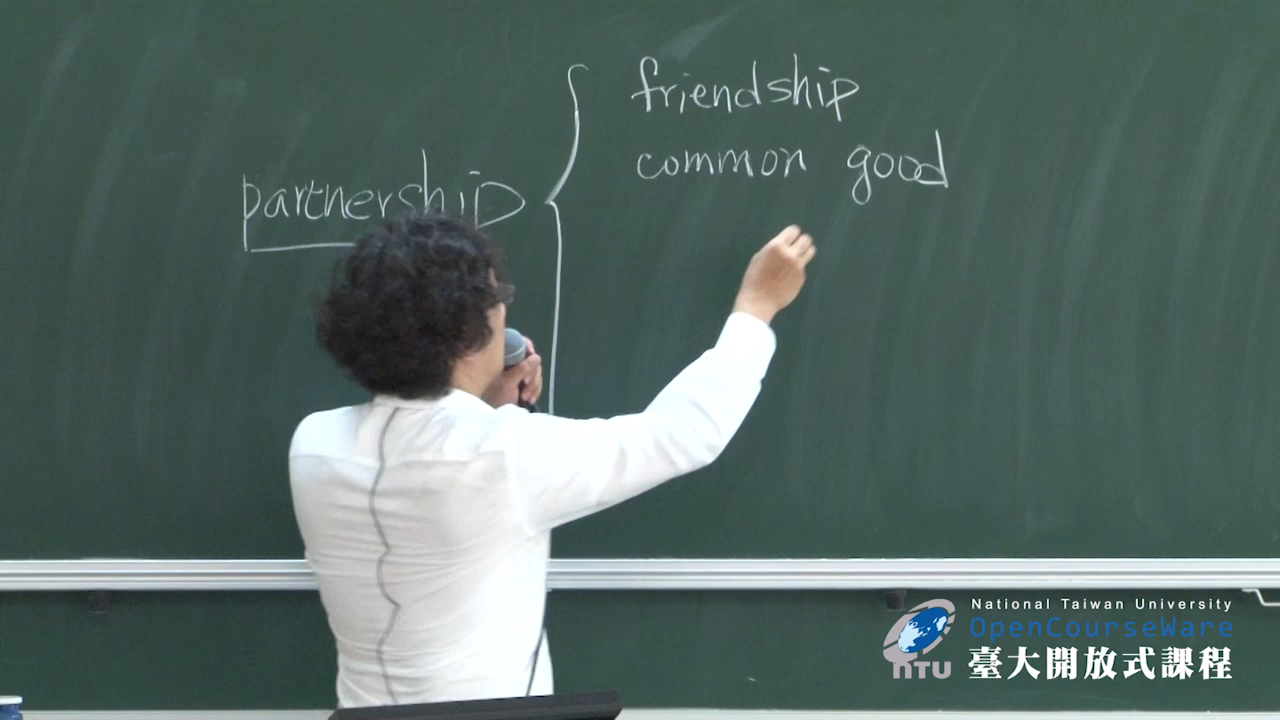 friendship
common good
partnership
National Taiwan University
OpenCourseWare
NTU
臺大開放式課程